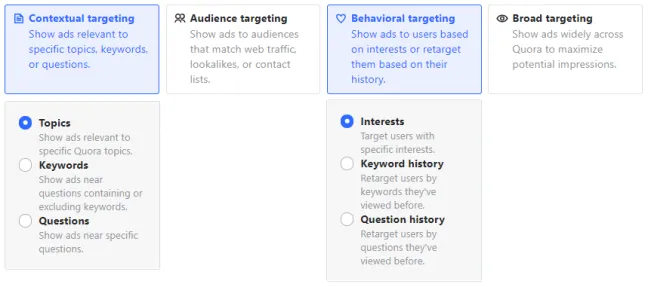 Contextual targeting
Show ads relevant to
specific topics, keywords,
or questions.
Audience targeting
Show ads to audiences
that match web traffic,
lookalikes, or contact
lists.
Behavioral targeting
Show ads to users based
on interests or retarget
them based on their
history.
Broad targeting
Show ads widely across
Quora to maximize
potential impressions.
Topics
Show ads relevant to
specific Quora topics.
Keywords
Show ads near
questions containing or
excluding keywords.
Questions
Show ads near specific
questions.
Interests
Target users with
specific interests.
Keyword history
Retarget users by
keywords they've
viewed before.
Question history
Retarget users by
questions they've
viewed before.